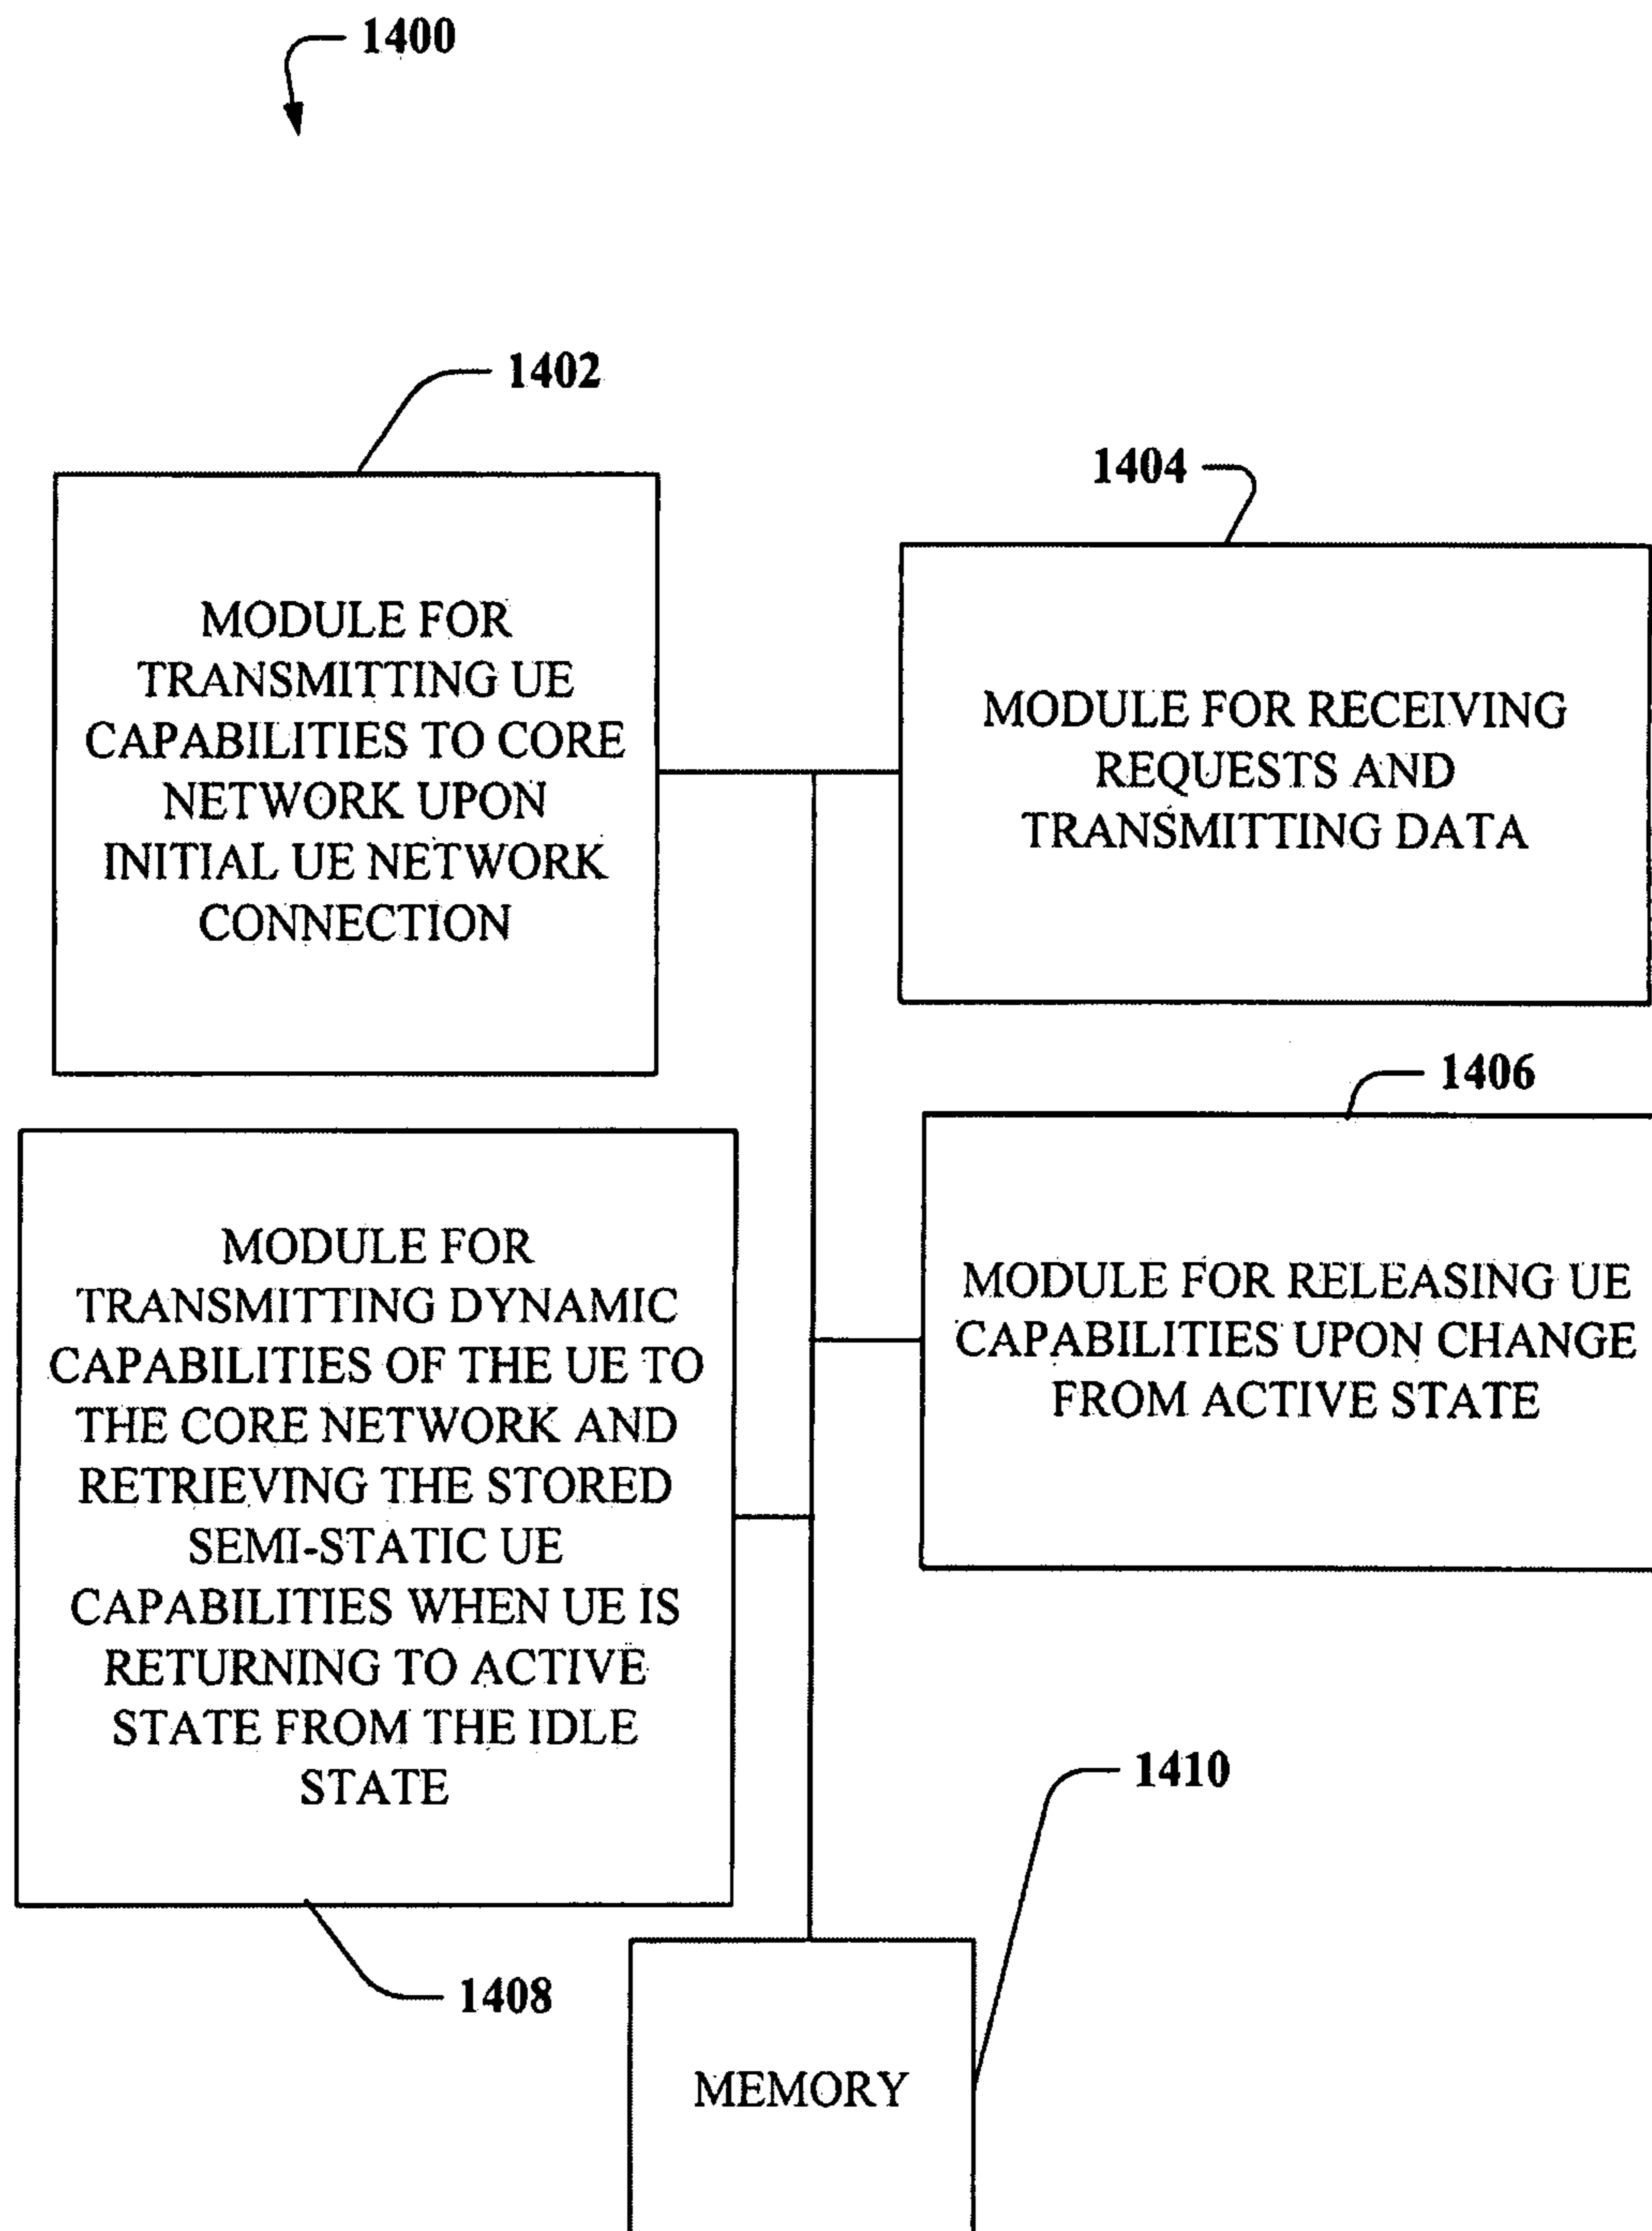 1400
1402
MODULE FOR
TRANSMITTING UE
CAPABILITIES TO CORE
NETWORK UPON
INITIAL UE NETWORK
CONNECTION
1404
MODULE FOR RECEIVING
REQUESTS AND
TRANSMITTING DATA
1406
MODULE FOR RELEASING UE
CAPABILITIES UPON CHANGE
FROM ACTIVE STATE
MODULE FOR
TRANSMITTING DYNAMIC
CAPABILITIES OF THE UE TO
THE CORE NETWORK AND
RETRIEVING THE STORED
SEMI-STATIC UE
CAPABILITIES WHEN UE IS
RETURNING TO ACTIVE
STATE FROM THE IDLE
STATE
1408
1410
MEMORY